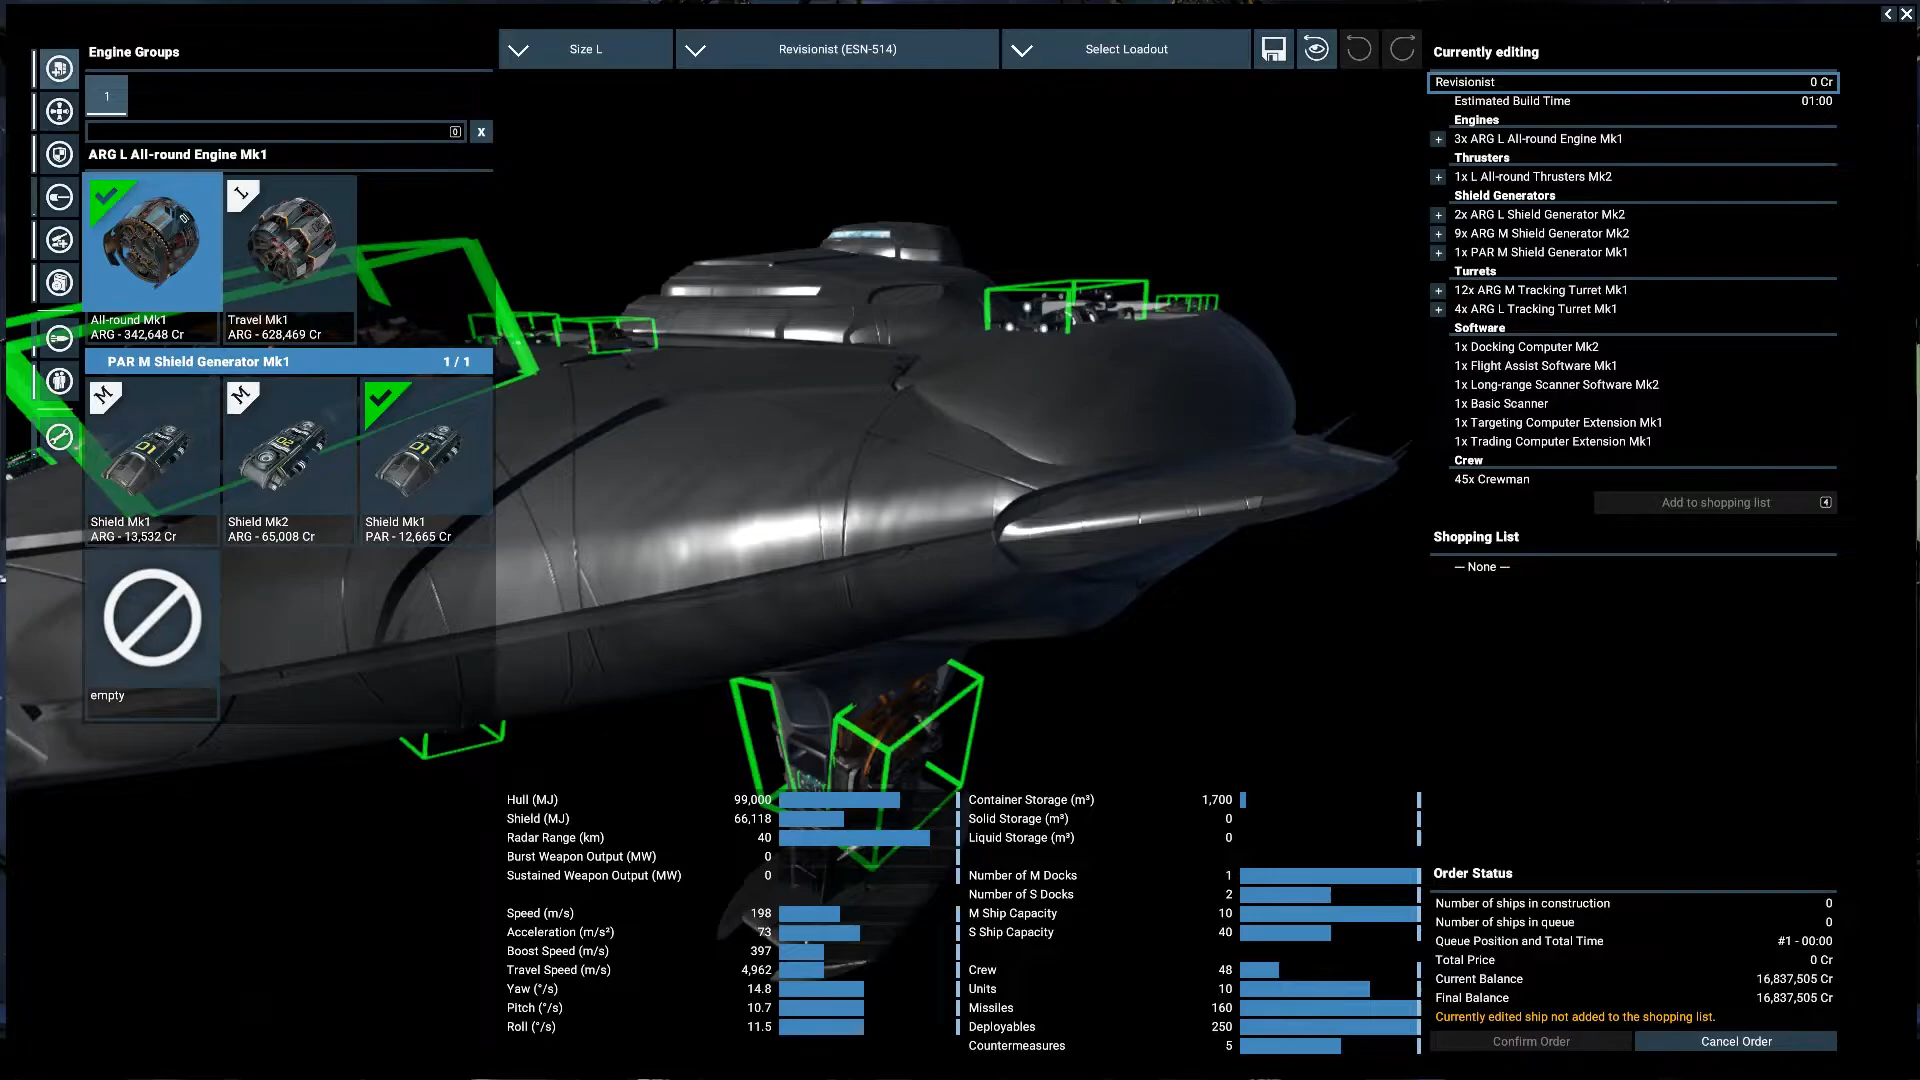 Engine Groups
1
0
X
ARG L All-round Engine Mk1
L
All-round Mk1
ARG - 342,648 Cr
Travel Mk1
ARG - 628,469 Cr
PAR M Shield Generator Mk1 1 / 1
M
M
Shield Mk1
ARG - 13,532 Cr
Shield Mk2
ARG - 65,008 Cr
Shield Mk1
PAR - 12,665 Cr
empty
Size L
Revisionist (ESN-514)
Select Loadout
Hull (MJ) 99,000
Shield (MJ) 66,118
Radar Range (km) 40
Burst Weapon Output (MW) 0
Sustained Weapon Output (MW) 0
Speed (m/s) 198
Acceleration (m/s²) 73
Boost Speed (m/s) 397
Travel Speed (m/s) 4,962
Yaw (°/s) 14.8
Pitch (°/s) 10.7
Roll (°/s) 11.5
Container Storage (m³) 1,700
Solid Storage (m³) 0
Liquid Storage (m³) 0
Number of M Docks 1
Number of S Docks 2
M Ship Capacity 10
S Ship Capacity 40
Crew 48
Units 10
Missiles 160
Deployables 250
Countermeasures 5
Currently editing
Revisionist 0 Cr
Estimated Build Time 01:00
Engines
+ 3x ARG L All-round Engine Mk1
Thrusters
+ 1x L All-round Thrusters Mk2
Shield Generators
+ 2x ARG L Shield Generator Mk2
+ 9x ARG M Shield Generator Mk2
+ 1x PAR M Shield Generator Mk1
Turrets
+ 12x ARG M Tracking Turret Mk1
+ 4x ARG L Tracking Turret Mk1
Software
1x Docking Computer Mk2
1x Flight Assist Software Mk1
1x Long-range Scanner Software Mk2
1x Basic Scanner
1x Targeting Computer Extension Mk1
1x Trading Computer Extension Mk1
Crew
45x Crewman
Add to shopping list 4
Shopping List
— None —
Order Status
Number of ships in construction 0
Number of ships in queue 0
Queue Position and Total Time #1 - 00:00
Total Price 0 Cr
Current Balance 16,837,505 Cr
Final Balance 16,837,505 Cr
Currently edited ship not added to the shopping list.
Confirm Order
Cancel Order